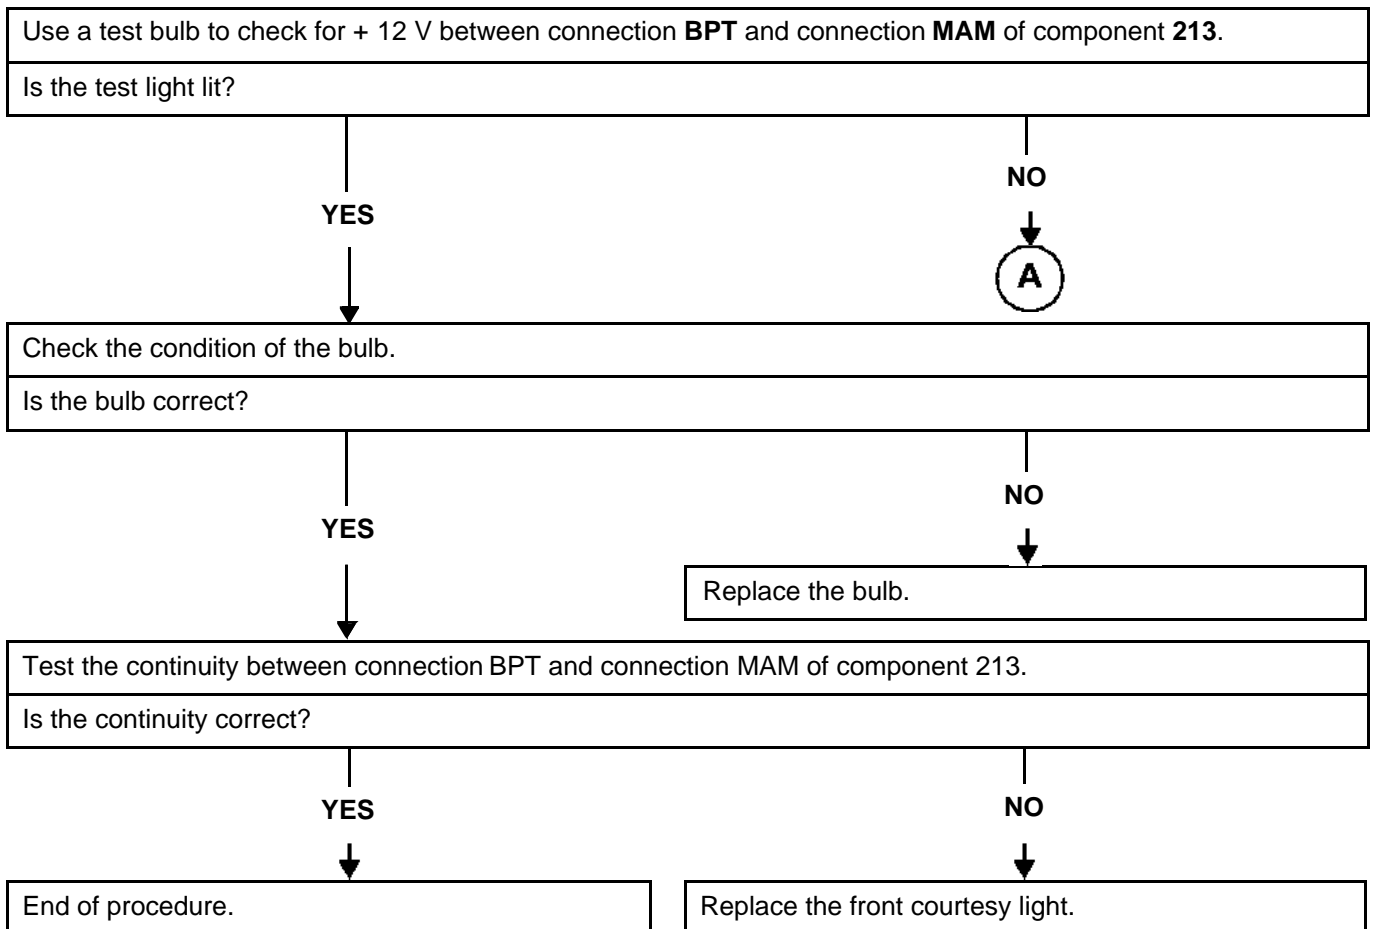 Use a test bulb to check for + 12 V between connection BPT and connection MAM of component 213.
Is the test light lit?
NO
YES
A
Check the condition of the bulb.
Is the bulb correct?
NO
YES
Replace the bulb.
Test the continuity between connection BPT and connection MAM of component 213.
Is the continuity correct?
YES
NO
End of procedure.
Replace the front courtesy light.